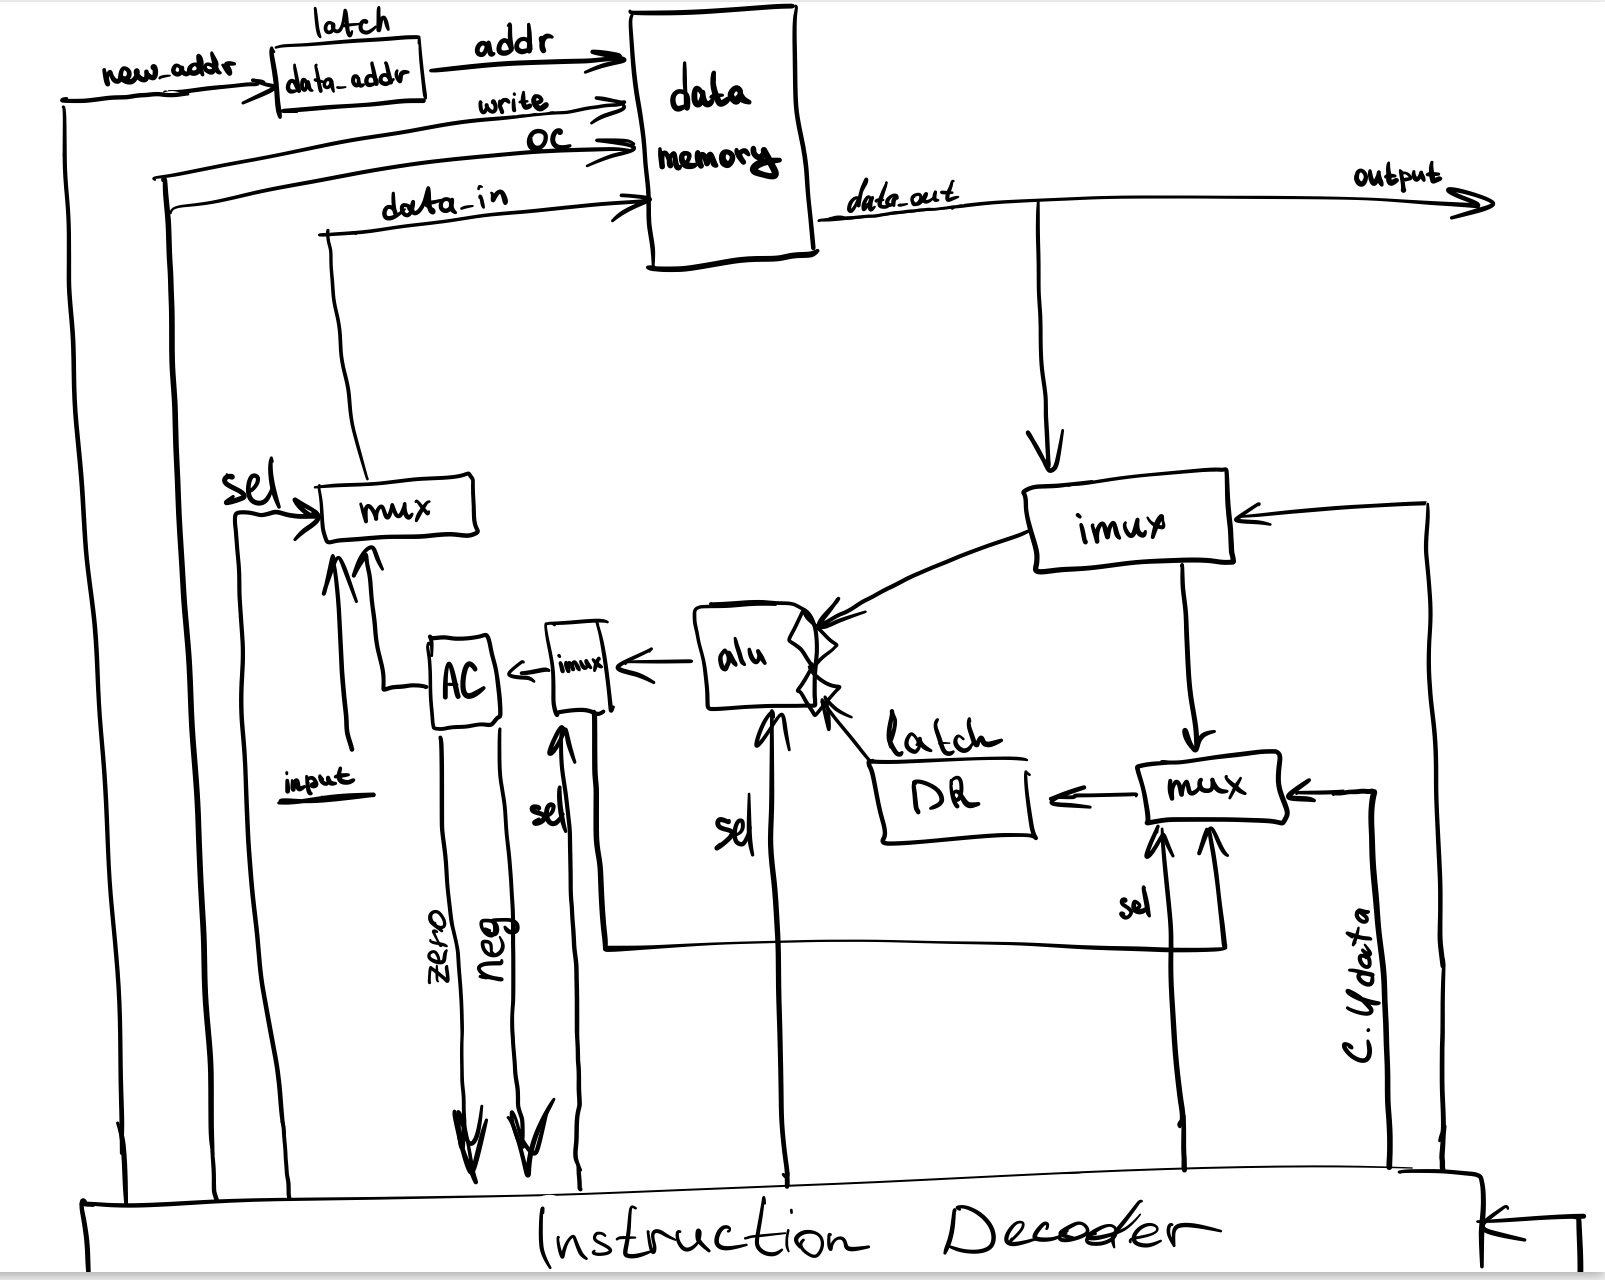 latch
new_addr
data_addr
addr
write
oc
data_in
data
memory
data_out
output
sel
mux
imux
input
AC
imux
alu
latch
DR
mux
sel
sel
sel
zero
neg
C. U data
Instruction Decoder